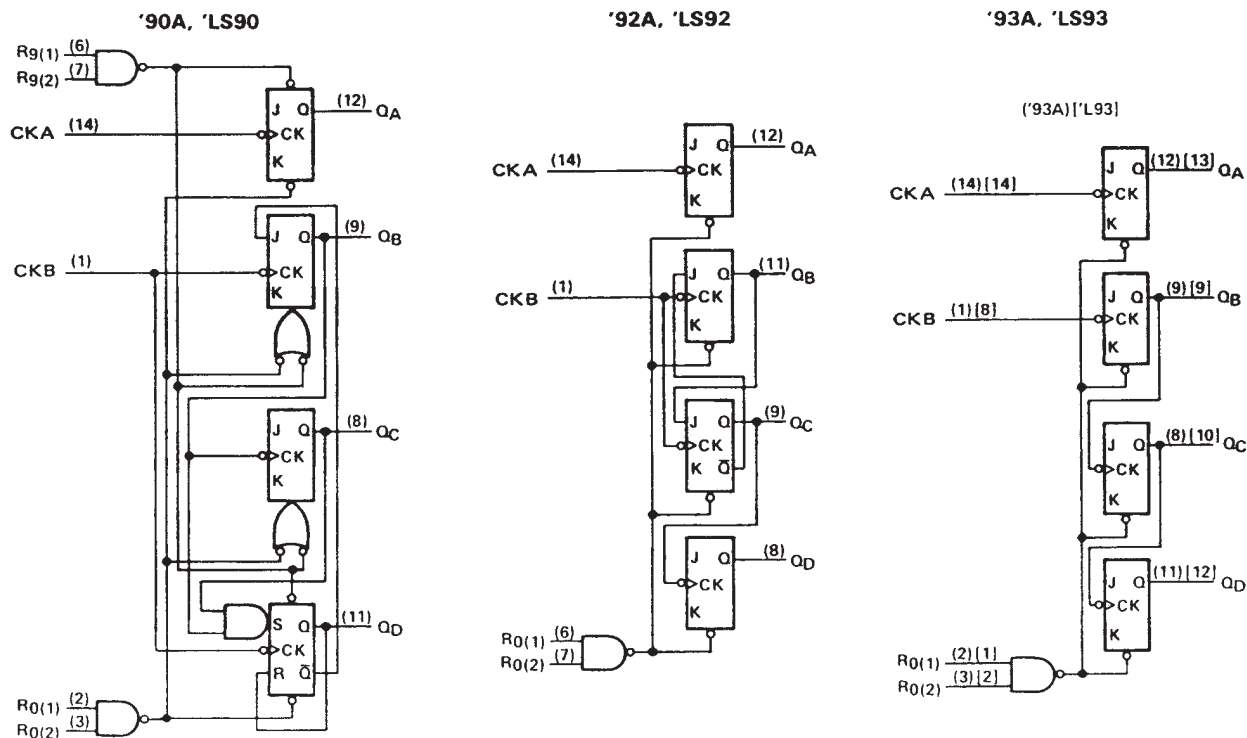 '90A, 'LS90
R9(1) (6)
R9(2) (7)
CKA (14)
J Q (12) QA
CK
K
J Q (9) QB
CKB (1)
CK
K
J Q (8) QC
CK
K
S Q (11) QD
CK
R Q̅
R0(1) (2)
R0(2) (3)
'92A, 'LS92
J Q (12) QA
CKA (14)
CK
K
J Q (11) QB
CKB (1)
CK
K
J Q (9) QC
CK
K Q̅
J Q (8) QD
CK
K
R0(1) (6)
R0(2) (7)
'93A, 'LS93
('93A)['L93]
J Q (12)[13] QA
CKA (14)[14]
CK
K
J Q (9)[9] QB
CKB (1)[8]
CK
K
J Q (8)[10] QC
CK
K
J Q (11)[12] QD
CK
K
R0(1) (2)[1]
R0(2) (3)[2]